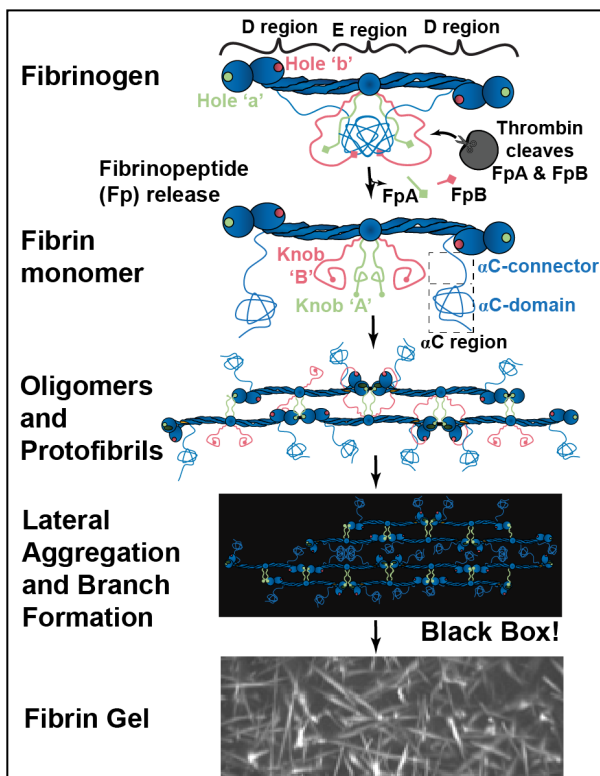 D region E region D region
Fibrinogen
Hole 'b'
Hole 'a'
Thrombin
cleaves
FpA & FpB
Fibrinopeptide
(Fp) release
FpA
FpB
Fibrin
monomer
Knob
'B'
Knob 'A'
αC-connector
αC-domain
αC region
Oligomers
and
Protofibrils
Lateral
Aggregation
and Branch
Formation
Black Box!
Fibrin Gel